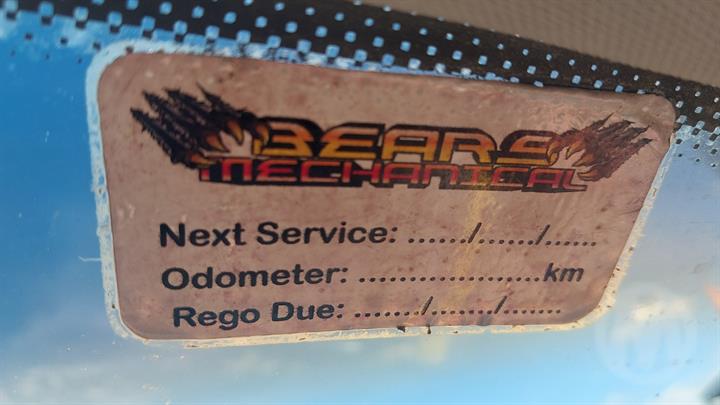 BEARS
MECHANICAL
Next Service: ....../....../......
Odometer: ....................km
Rego Due: ....../......./......
M